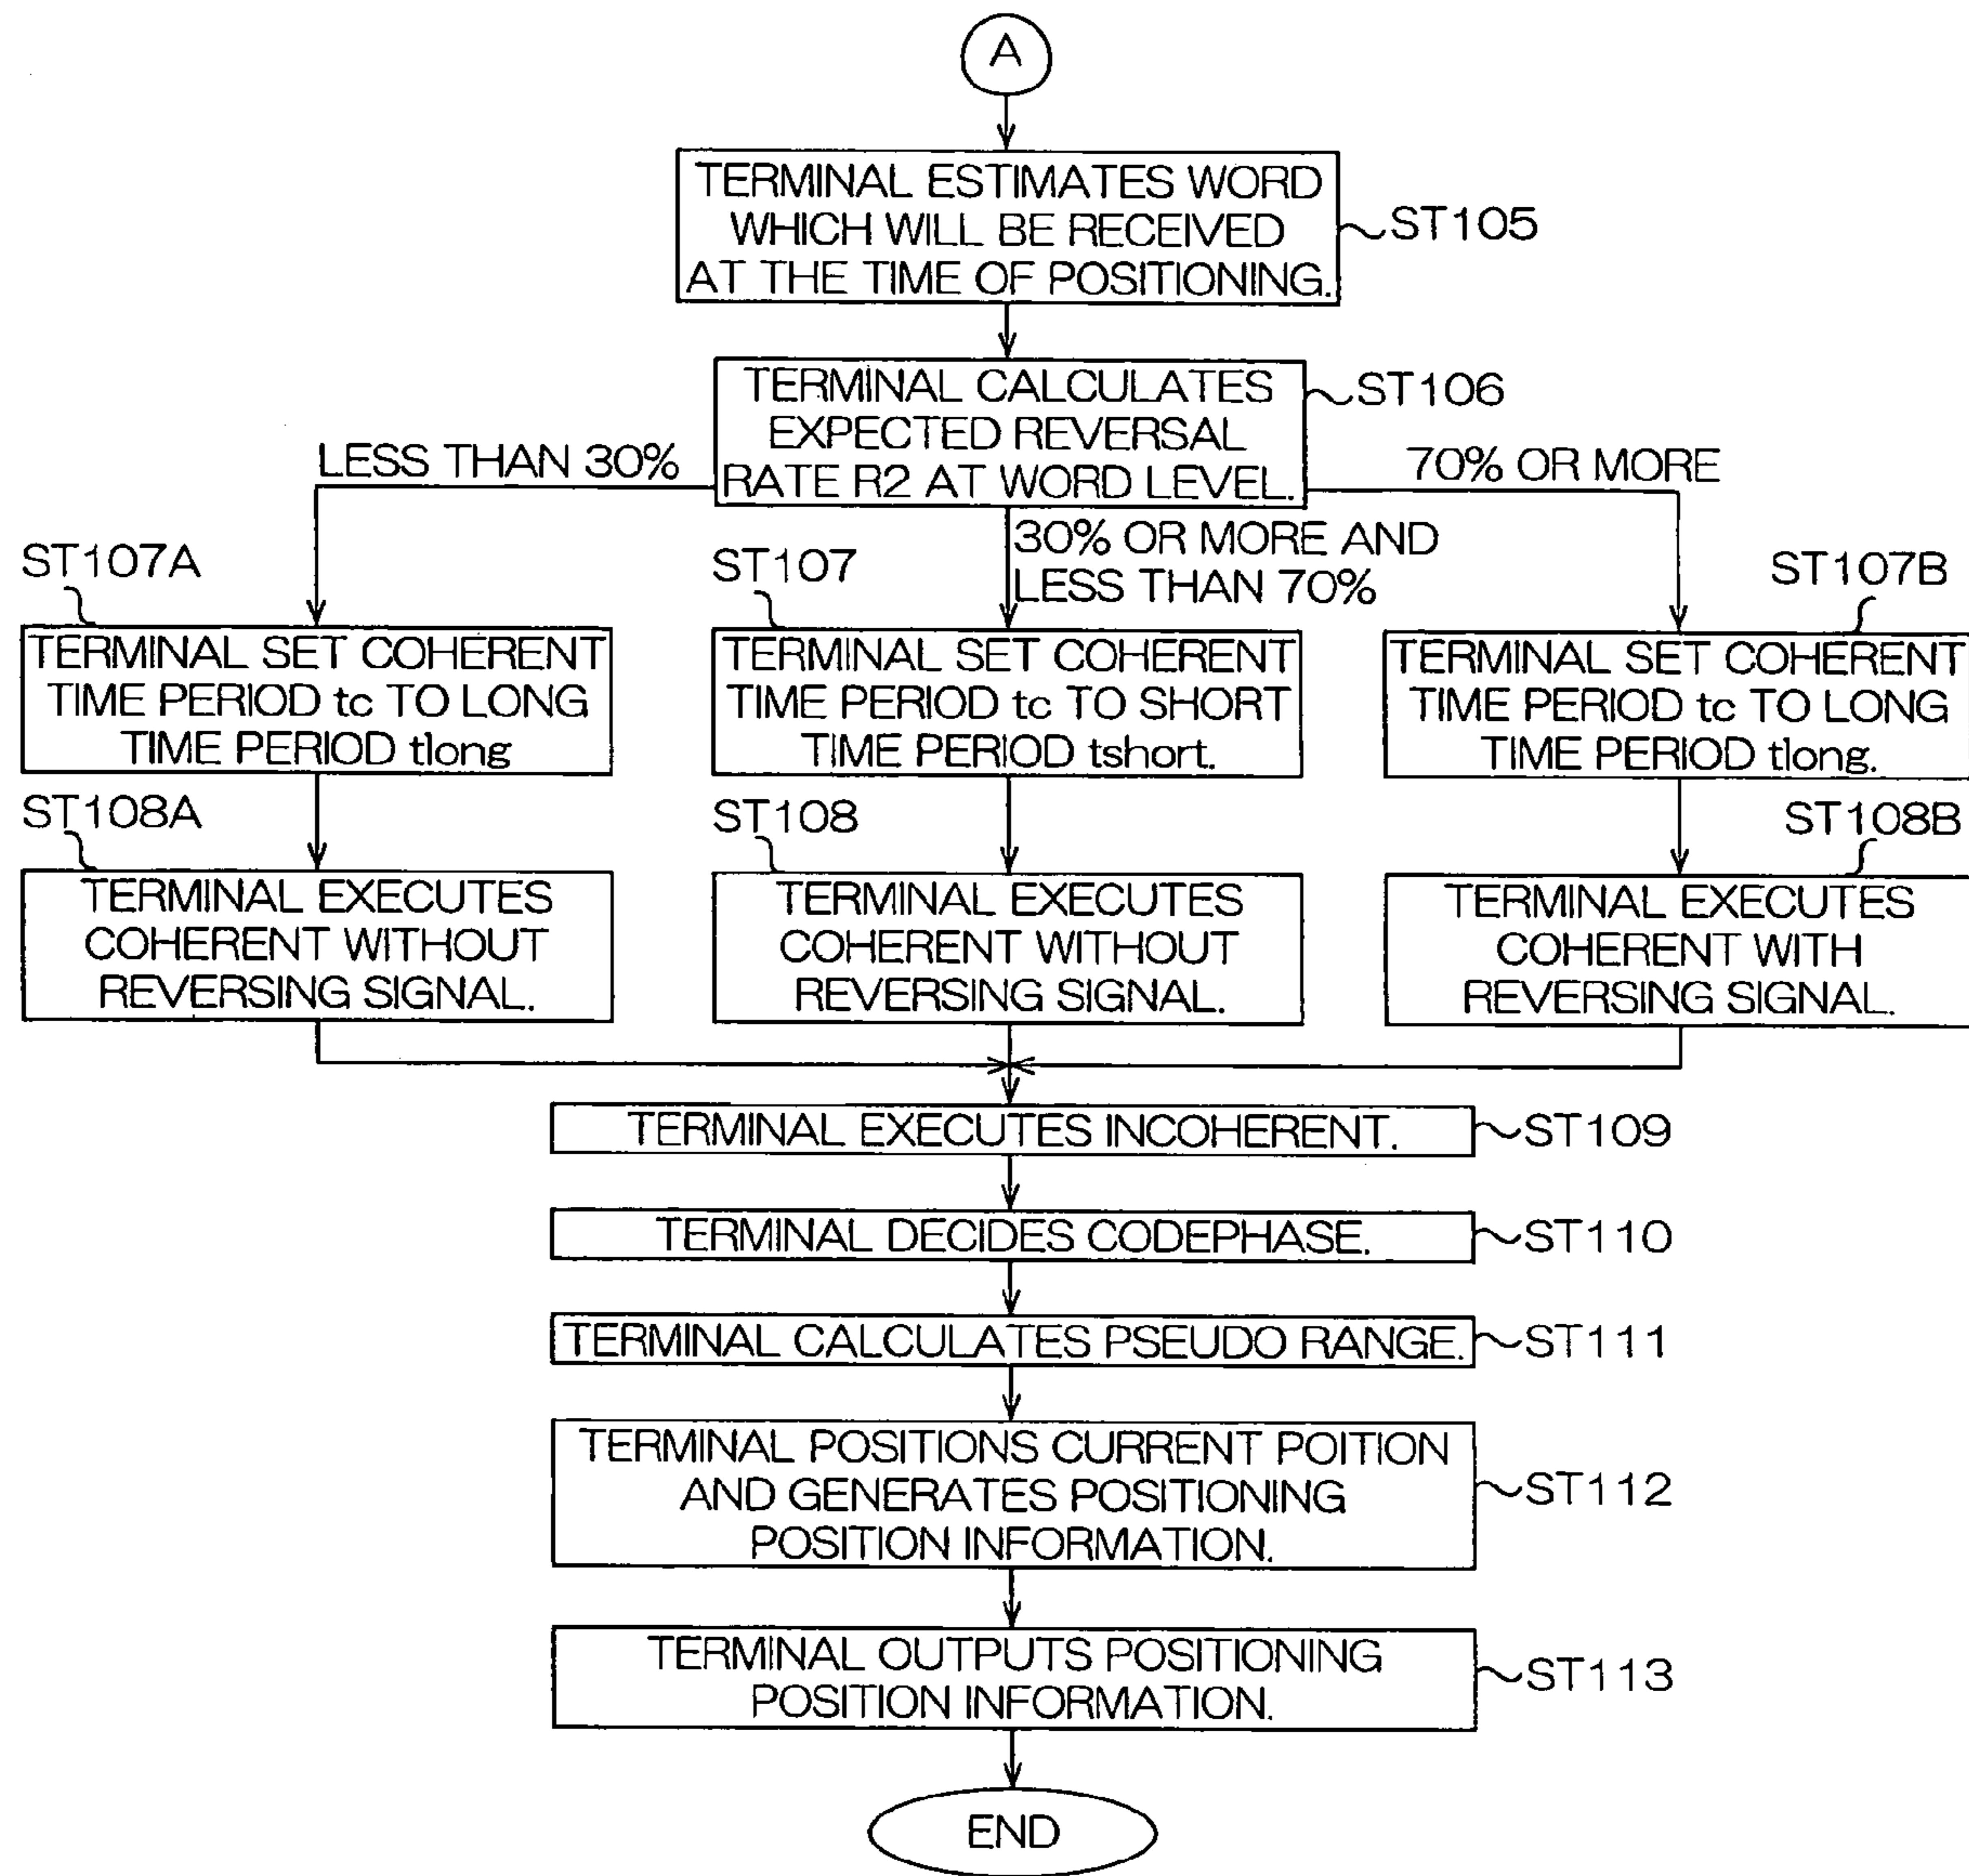 A
TERMINAL ESTIMATES WORD
WHICH WILL BE RECEIVED
AT THE TIME OF POSITIONING.
ST105
TERMINAL CALCULATES
EXPECTED REVERSAL
RATE R2 AT WORD LEVEL.
ST106
LESS THAN 30%
30% OR MORE AND
LESS THAN 70%
70% OR MORE
ST107A
TERMINAL SET COHERENT
TIME PERIOD tc TO LONG
TIME PERIOD tlong
ST107
TERMINAL SET COHERENT
TIME PERIOD tc TO SHORT
TIME PERIOD tshort.
ST107B
TERMINAL SET COHERENT
TIME PERIOD tc TO LONG
TIME PERIOD tlong.
ST108A
TERMINAL EXECUTES
COHERENT WITHOUT
REVERSING SIGNAL.
ST108
TERMINAL EXECUTES
COHERENT WITHOUT
REVERSING SIGNAL.
ST108B
TERMINAL EXECUTES
COHERENT WITH
REVERSING SIGNAL.
TERMINAL EXECUTES INCOHERENT.
ST109
TERMINAL DECIDES CODEPHASE.
ST110
TERMINAL CALCULATES PSEUDO RANGE.
ST111
TERMINAL POSITIONS CURRENT POITION
AND GENERATES POSITIONING
POSITION INFORMATION.
ST112
TERMINAL OUTPUTS POSITIONING
POSITION INFORMATION.
ST113
END